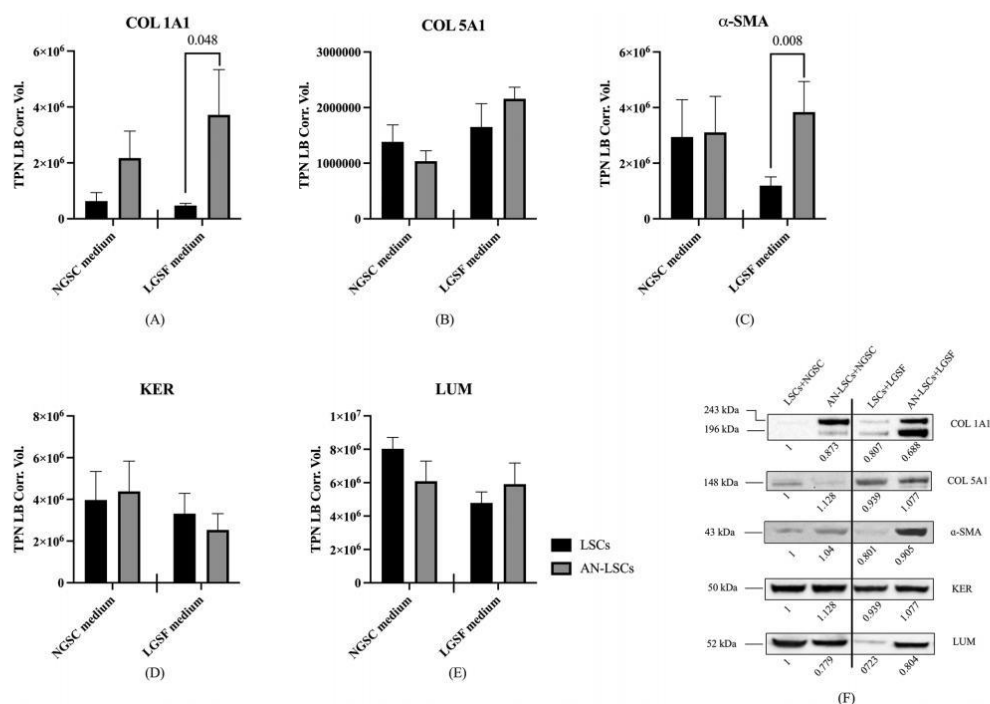 COL 1A1
0.048
TPN LB Corr. Vol.
6×10⁶
4×10⁶
2×10⁶
0
NGSC medium
LGSF medium
(A)
COL 5A1
TPN LB Corr. Vol.
3000000
2000000
1000000
0
NGSC medium
LGSF medium
(B)
α-SMA
0.008
TPN LB Corr. Vol.
6×10⁶
4×10⁶
2×10⁶
0
NGSC medium
LGSF medium
(C)
KER
TPN LB Corr. Vol.
8×10⁶
6×10⁶
4×10⁶
2×10⁶
0
NGSC medium
LGSF medium
(D)
LUM
TPN LB Corr. Vol.
1×10⁷
8×10⁶
6×10⁶
4×10⁶
2×10⁶
0
NGSC medium
LGSF medium
(E)
LSCs
AN-LSCs
LSCs+NGSC
AN-LSCs+NGSC
LSCs+LGSF
AN-LSCs+LGSF
243 kDa
196 kDa
COL 1A1
1 0.873 0.807 0.688
148 kDa COL 5A1
1 1.128 0.939 1.077
43 kDa α-SMA
1 1.04 0.801 0.905
50 kDa KER
1 1.128 0.939 1.077
52 kDa LUM
1 0.779 0723 0.804
(F)